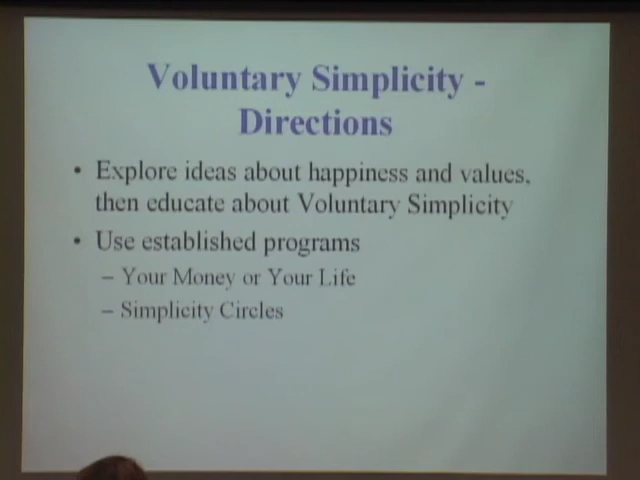 Voluntary Simplicity -
Directions
• Explore ideas about happiness and values,
then educate about Voluntary Simplicity
• Use established programs
– Your Money or Your Life
– Simplicity Circles